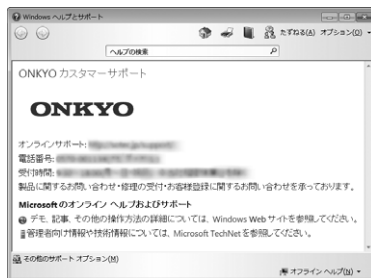 Windows ヘルプとサポート
たずねる(A) オプション(O)
ヘルプの検索
ONKYO カスタマーサポート
ONKYO
オンラインサポート:
電話番号:
受付時間:
製品に関するお問い合わせ・修理の受付・お客様登録に関するお問い合わせを承っております。
Microsoft のオンライン ヘルプおよびサポート
デモ、記事、その他の操作方法の詳細については、Windows Web サイトを参照してください。
管理者向け情報や技術情報については、Microsoft TechNet を参照してください。
その他のサポート オプション(M)
オフライン ヘルプ(N)